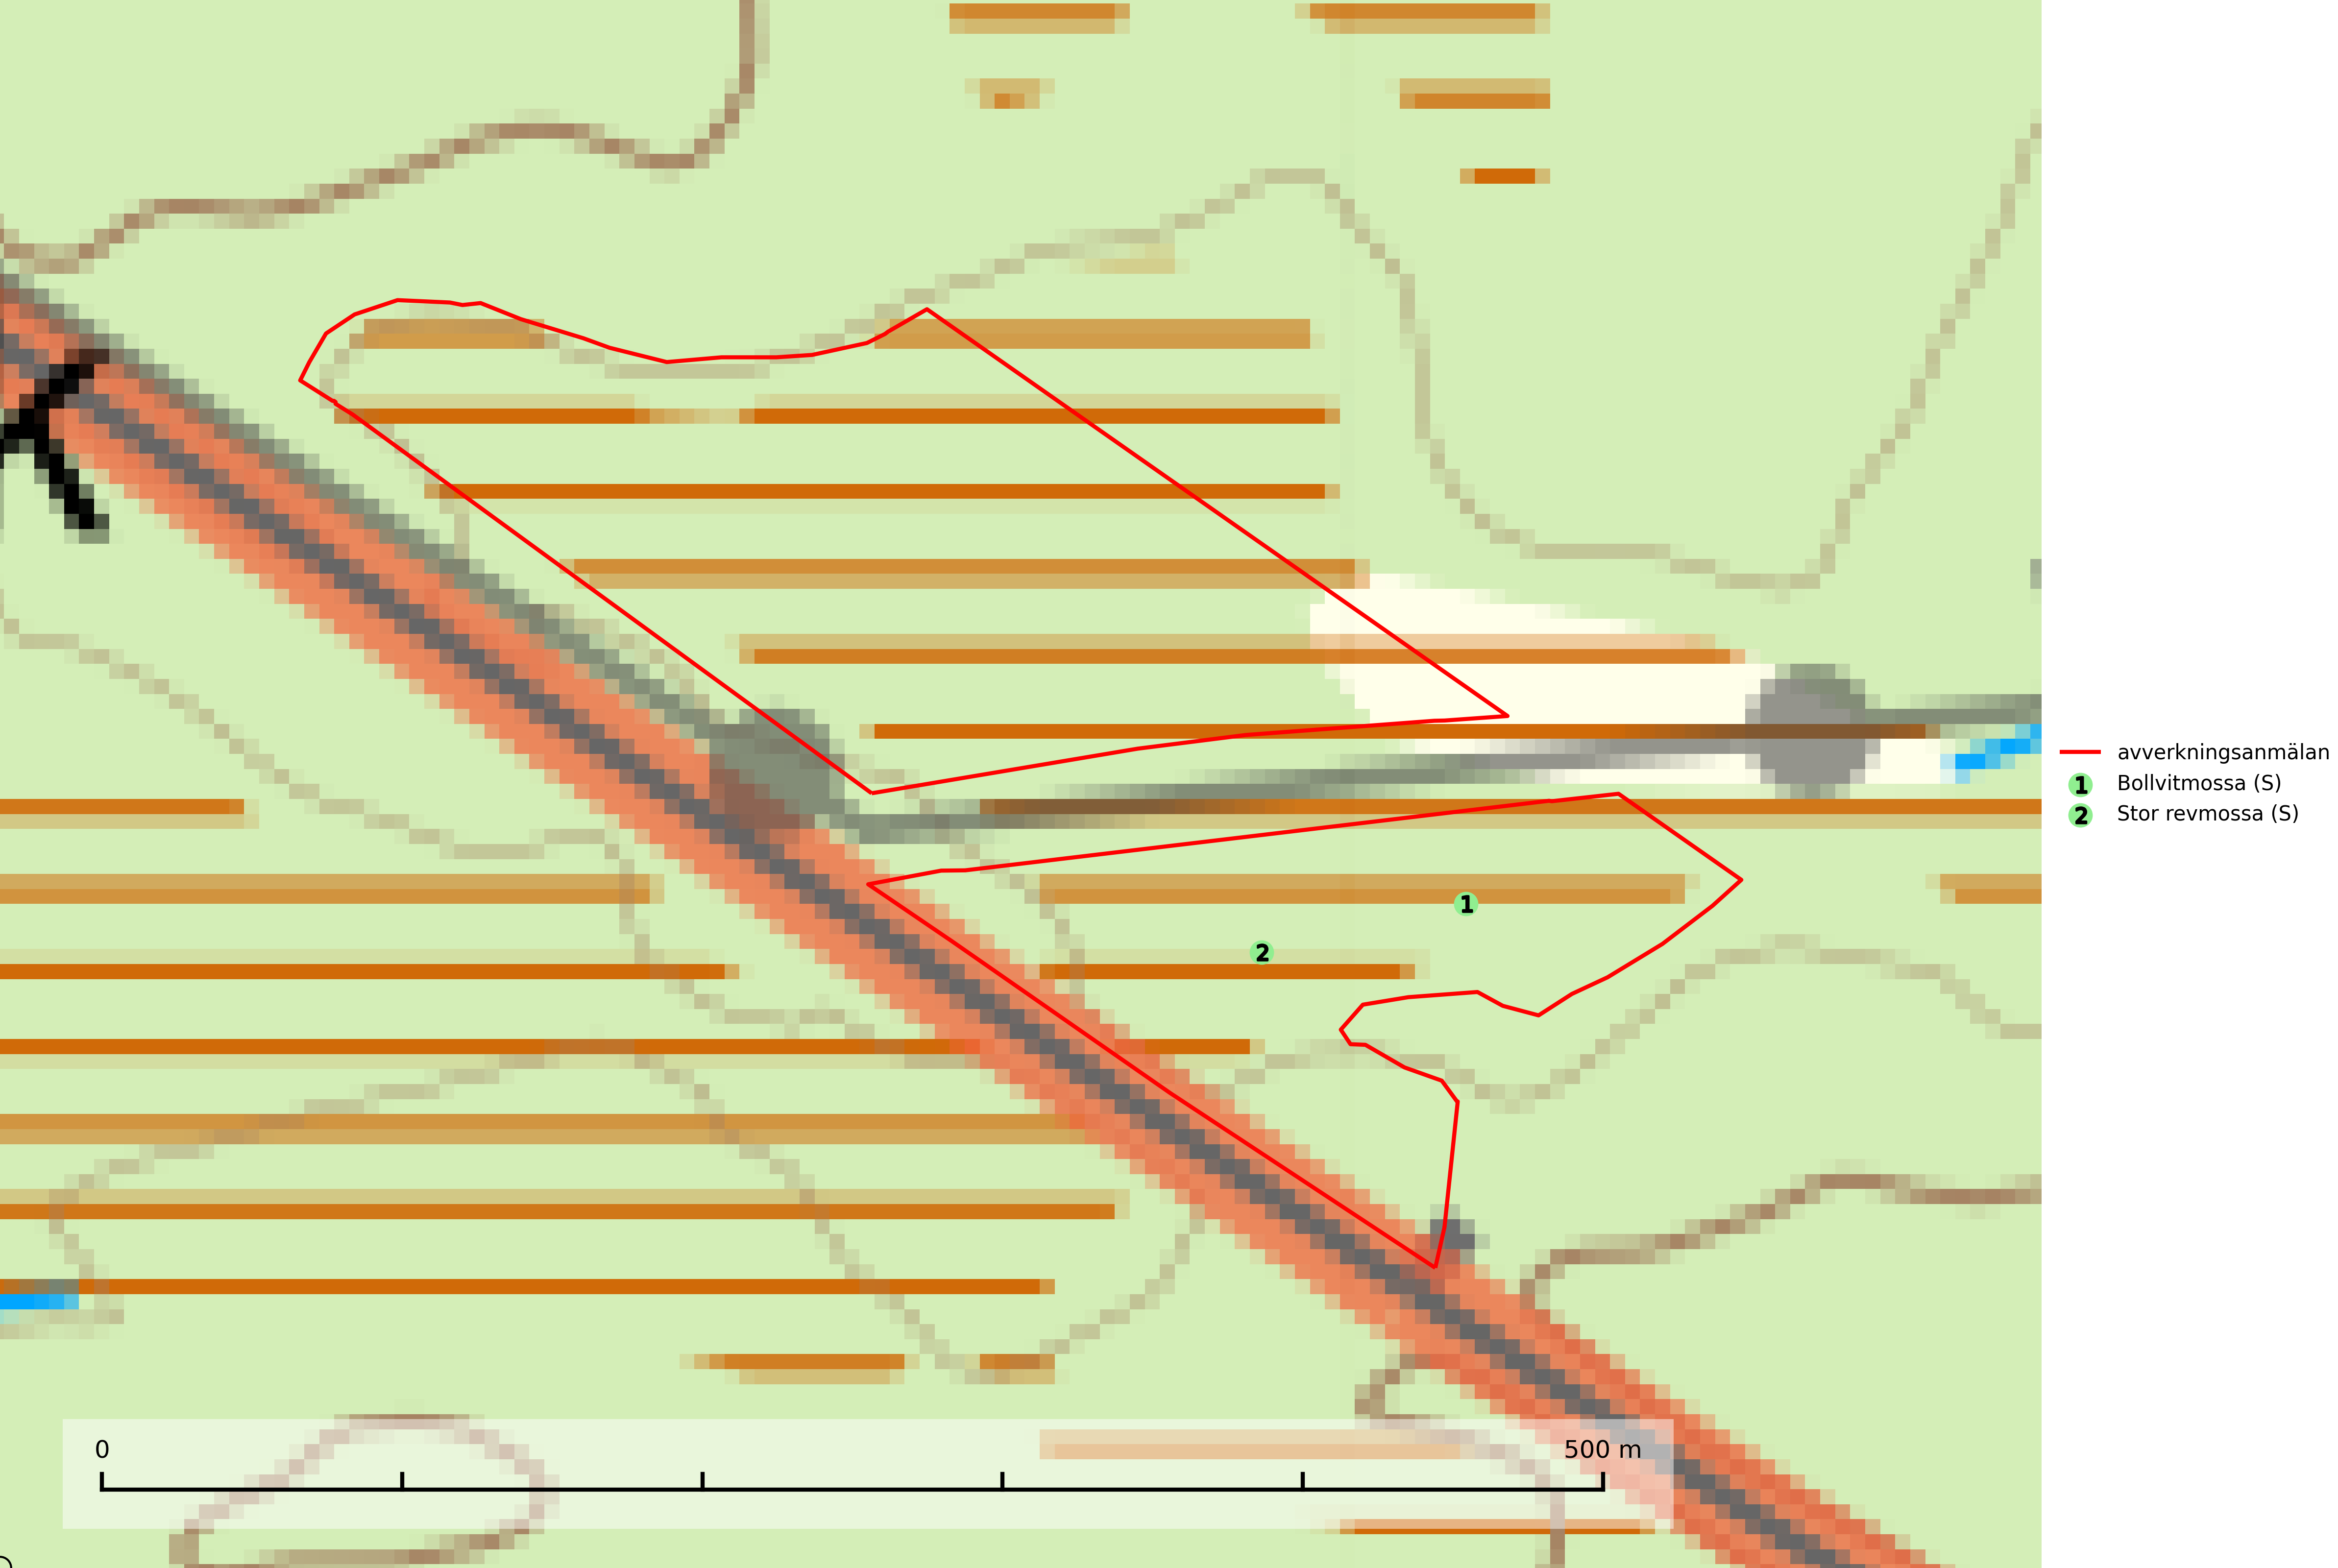 avverkningsanmälan
1 Bollvitmossa (S)
2 Stor revmossa (S)
1
2
0 500 m